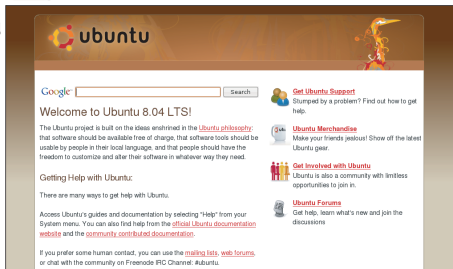 ubuntu
Google Search
Welcome to Ubuntu 8.04 LTS!
The Ubuntu project is built on the ideas enshrined in the Ubuntu philosophy:
that software should be available free of charge, that software tools should be
usable by people in their local language, and that people should have the
freedom to customize and alter their software in whatever way they need.
Getting Help with Ubuntu:
There are many ways to get help with Ubuntu.
Access Ubuntu's guides and documentation by selecting "Help" from your
System menu. You can also find help from the official Ubuntu documentation
website and the community contributed documentation.
If you prefer some human contact, you can use the mailing lists, web forums,
or chat with the community on Freenode IRC Channel: #ubuntu.
Get Ubuntu Support
Stumped by a problem? Find out how to get
help.
Ubuntu Merchandise
Make your friends jealous! Show off the latest
Ubuntu gear.
Get Involved with Ubuntu
Ubuntu is also a community with limitless
opportunities to join in.
Ubuntu Forums
Get help, learn what's new and join the
discussions